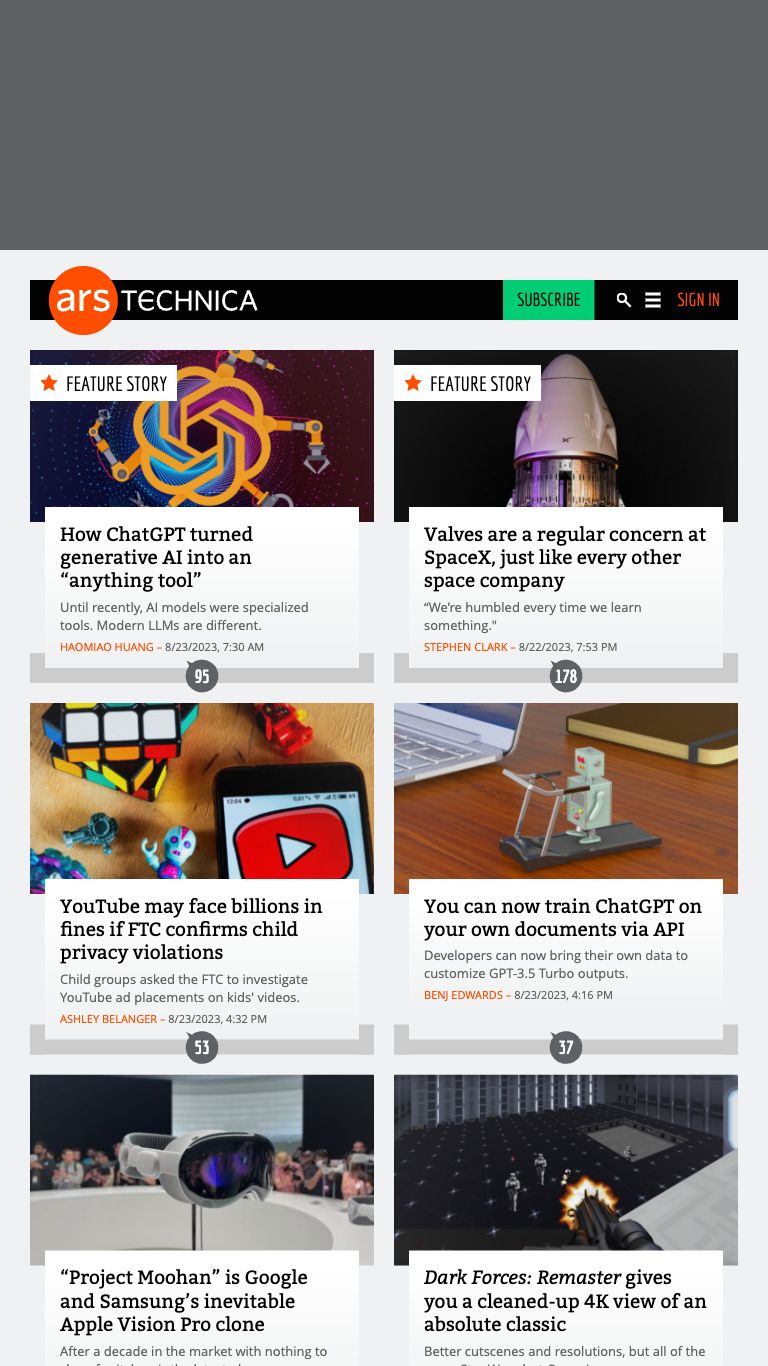 ars TECHNICA
SUBSCRIBE
SIGN IN
FEATURE STORY
How ChatGPT turned
generative AI into an
“anything tool”
Until recently, AI models were specialized
tools. Modern LLMs are different.
HAOMIAO HUANG – 8/23/2023, 7:30 AM
95
FEATURE STORY
Valves are a regular concern at
SpaceX, just like every other
space company
“We’re humbled every time we learn
something."
STEPHEN CLARK – 8/22/2023, 7:53 PM
178
12:04
YouTube may face billions in
fines if FTC confirms child
privacy violations
Child groups asked the FTC to investigate
YouTube ad placements on kids' videos.
ASHLEY BELANGER – 8/23/2023, 4:32 PM
53
You can now train ChatGPT on
your own documents via API
Developers can now bring their own data to
customize GPT-3.5 Turbo outputs.
BENJ EDWARDS – 8/23/2023, 4:16 PM
37
“Project Moohan” is Google
and Samsung’s inevitable
Apple Vision Pro clone
After a decade in the market with nothing to
Dark Forces: Remaster gives
you a cleaned-up 4K view of an
absolute classic
Better cutscenes and resolutions, but all of the